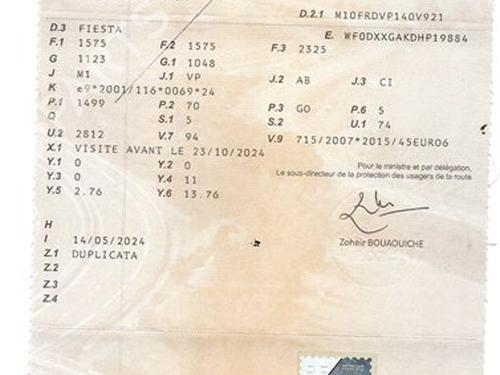 D.2.1 M10FRDVP140V921
D.3 FIESTA E. WF0DXXGAKDHP19884
F.1 1575 F.2 1575 F.3 2325
G 1123 G.1 1048
J M1 J.1 VP J.2 AB J.3 CI
K e9*2001/116*0069*24
P.1 1499 P.2 70 P.3 GO P.6 5
Q S.1 5 S.2 U.1 74
U.2 2812 V.7 94 V.9 715/2007*2015/45EURO6
X.1 VISITE AVANT LE 23/10/2024
Y.1 0 Y.2 0
Y.3 0 Y.4 11
Y.5 2.76 Y.6 13.76
Pour le ministre et par délégation,
Le sous-directeur de la protection des usagers de la route
Zoheir BOUAOUICHE
H
I 14/05/2024
Z.1 DUPLICATA
Z.2
Z.3
Z.4